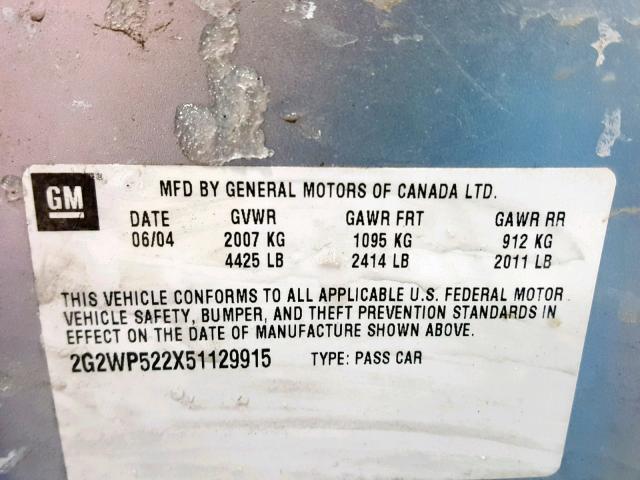 GM
MFD BY GENERAL MOTORS OF CANADA LTD.
DATE GVWR GAWR FRT GAWR RR
06/04 2007 KG 1095 KG 912 KG
4425 LB 2414 LB 2011 LB
THIS VEHICLE CONFORMS TO ALL APPLICABLE U.S. FEDERAL MOTOR
VEHICLE SAFETY, BUMPER, AND THEFT PREVENTION STANDARDS IN
EFFECT ON THE DATE OF MANUFACTURE SHOWN ABOVE.
2G2WP522X51129915 TYPE: PASS CAR